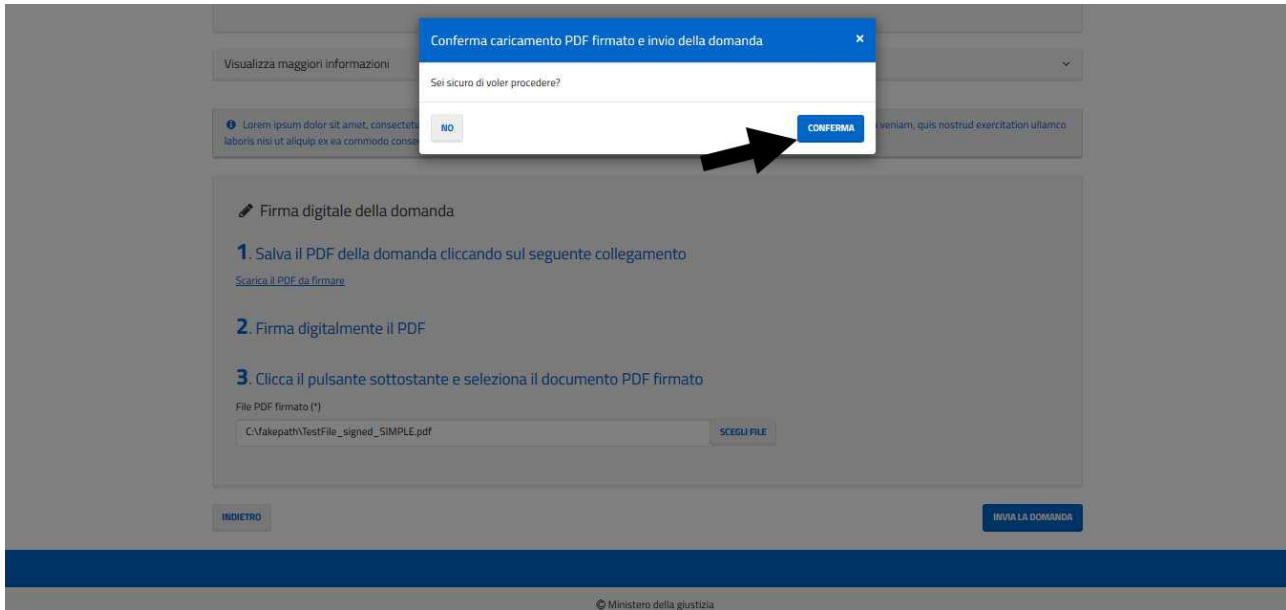 Conferma caricamento PDF firmato e invio della domanda ×
Visualizza maggiori informazioni
Sei sicuro di voler procedere?
Lorem ipsum dolor sit amet, consectetu
veniam, quis nostrud exercitation ullamco
laboris nisi ut aliquip ex ea commodo conse
NO
CONFERMA
Firma digitale della domanda
1. Salva il PDF della domanda cliccando sul seguente collegamento
Scarica il PDF da firmare
2. Firma digitalmente il PDF
3. Clicca il pulsante sottostante e seleziona il documento PDF firmato
File PDF firmato (*)
C:\fakepath\TestFile_signed_SIMPLE.pdf
SCEGLI FILE
INDIETRO
INVIA LA DOMANDA
© Ministero della giustizia